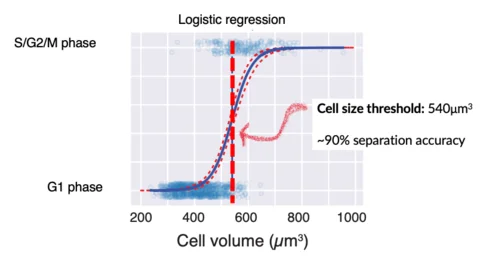 Logistic regression
S/G2/M phase
Cell size threshold: 540μm³
~90% separation accuracy
G1 phase
200 400 600 800 1000
Cell volume (μm³)